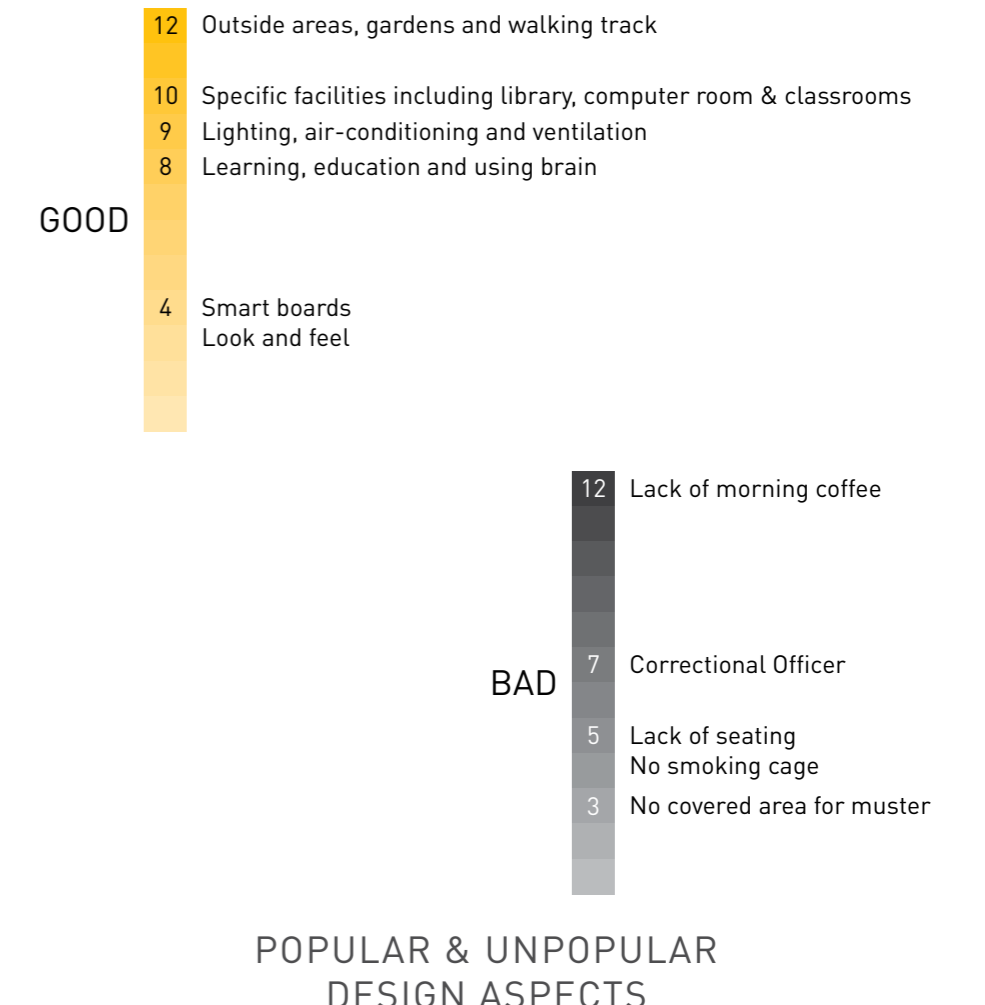 12 Outside areas, gardens and walking track
10 Specific facilities including library, computer room & classrooms
9 Lighting, air-conditioning and ventilation
8 Learning, education and using brain
GOOD
4 Smart boards
Look and feel
12 Lack of morning coffee
7 Correctional Officer
BAD
5 Lack of seating
No smoking cage
3 No covered area for muster
POPULAR & UNPOPULAR
DESIGN ASPECTS